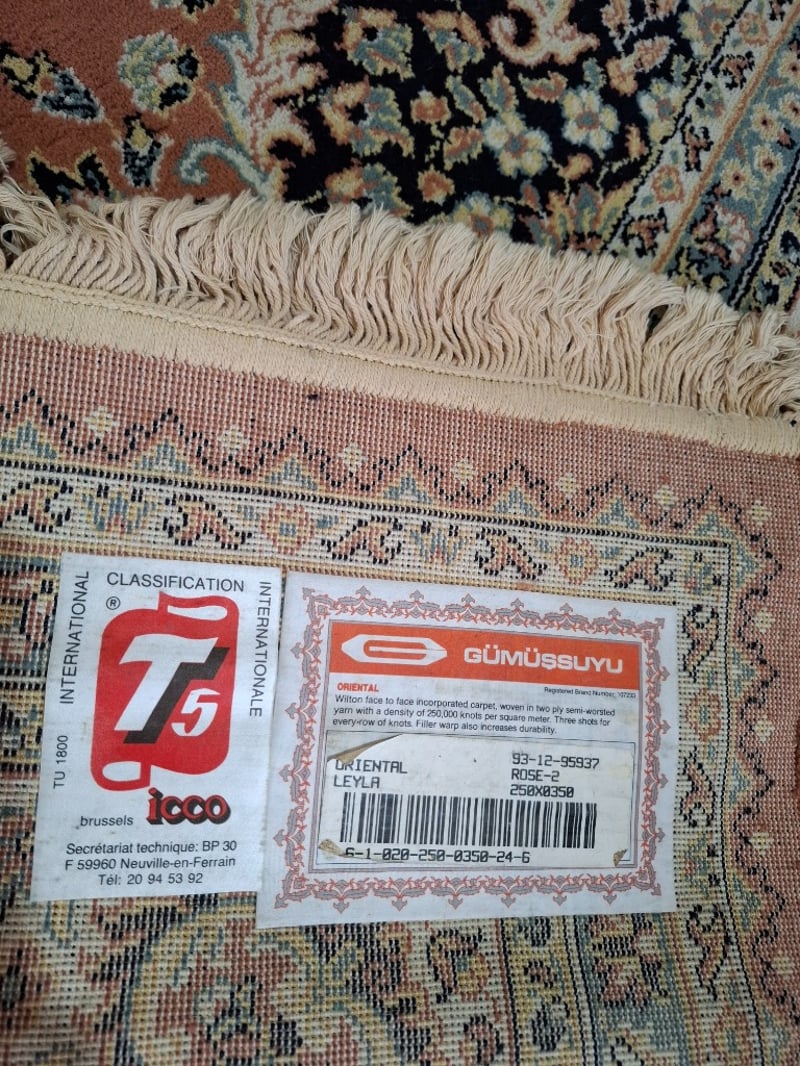 INTERNATIONAL
CLASSIFICATION
INTERNATIONALE
®
T5
TU 1800
brussels icco
Secrétariat technique: BP 30
F 59960 Neuville-en-Ferrain
Tél: 20 94 53 92
GÜMÜŞSUYU
ORIENTAL
Registered Brand Number, 107233
Wilton face to face incorporated carpet, woven in two ply semi-worsted
yarn with a density of 250,000 knots per square meter. Three shots for
every-row of knots. Filler warp also increases durability.
ORIENTAL 93-12-95937
LEYLA ROSE-2
250X0350
6-1-020-250-0350-24-6